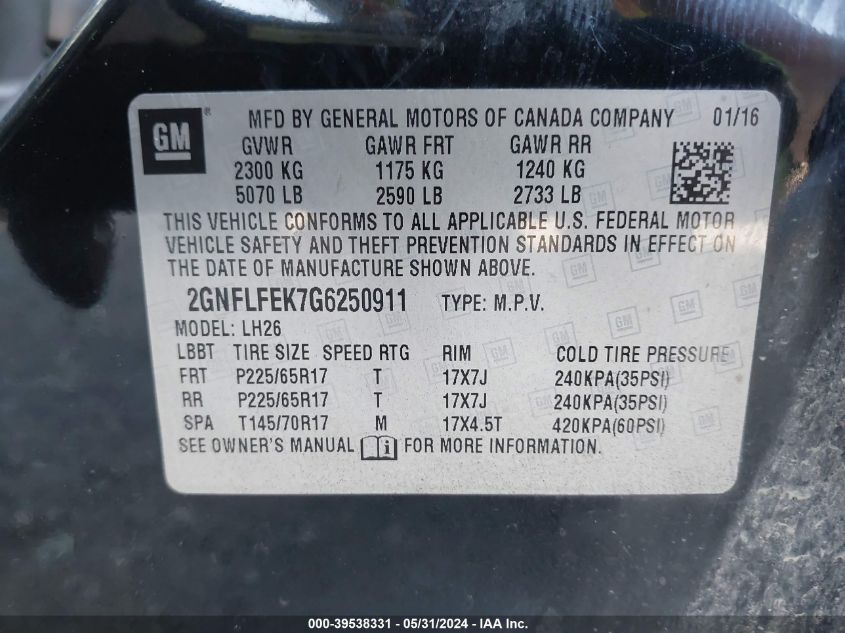 GM ® MFD BY GENERAL MOTORS OF CANADA COMPANY 01/16
GVWR GAWR FRT GAWR RR
2300 KG 1175 KG 1240 KG
5070 LB 2590 LB 2733 LB
THIS VEHICLE CONFORMS TO ALL APPLICABLE U.S. FEDERAL MOTOR
VEHICLE SAFETY AND THEFT PREVENTION STANDARDS IN EFFECT ON
THE DATE OF MANUFACTURE SHOWN ABOVE.
2GNFLFEK7G6250911 TYPE: M.P.V.
MODEL: LH26
LBBT TIRE SIZE SPEED RTG RIM COLD TIRE PRESSURE
FRT P225/65R17 T 17X7J 240KPA(35PSI)
RR P225/65R17 T 17X7J 240KPA(35PSI)
SPA T145/70R17 M 17X4.5T 420KPA(60PSI)
SEE OWNER'S MANUAL i FOR MORE INFORMATION.
000-39538331 - 05/31/2024 - IAA Inc.